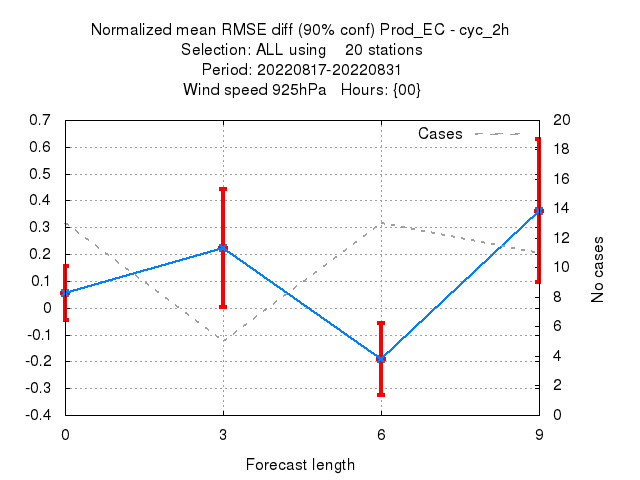 Normalized mean RMSE diff (90% conf) Prod_EC - cyc_2h
Selection: ALL using    20 stations
Period: 20220817-20220831
Wind speed 925hPa   Hours: {00}
Cases
0.7
0.6
0.5
0.4
0.3
0.2
0.1
0
-0.1
-0.2
-0.3
-0.4
20
18
16
14
12
10
8
6
4
2
0
No cases
0 3 6 9
Forecast length